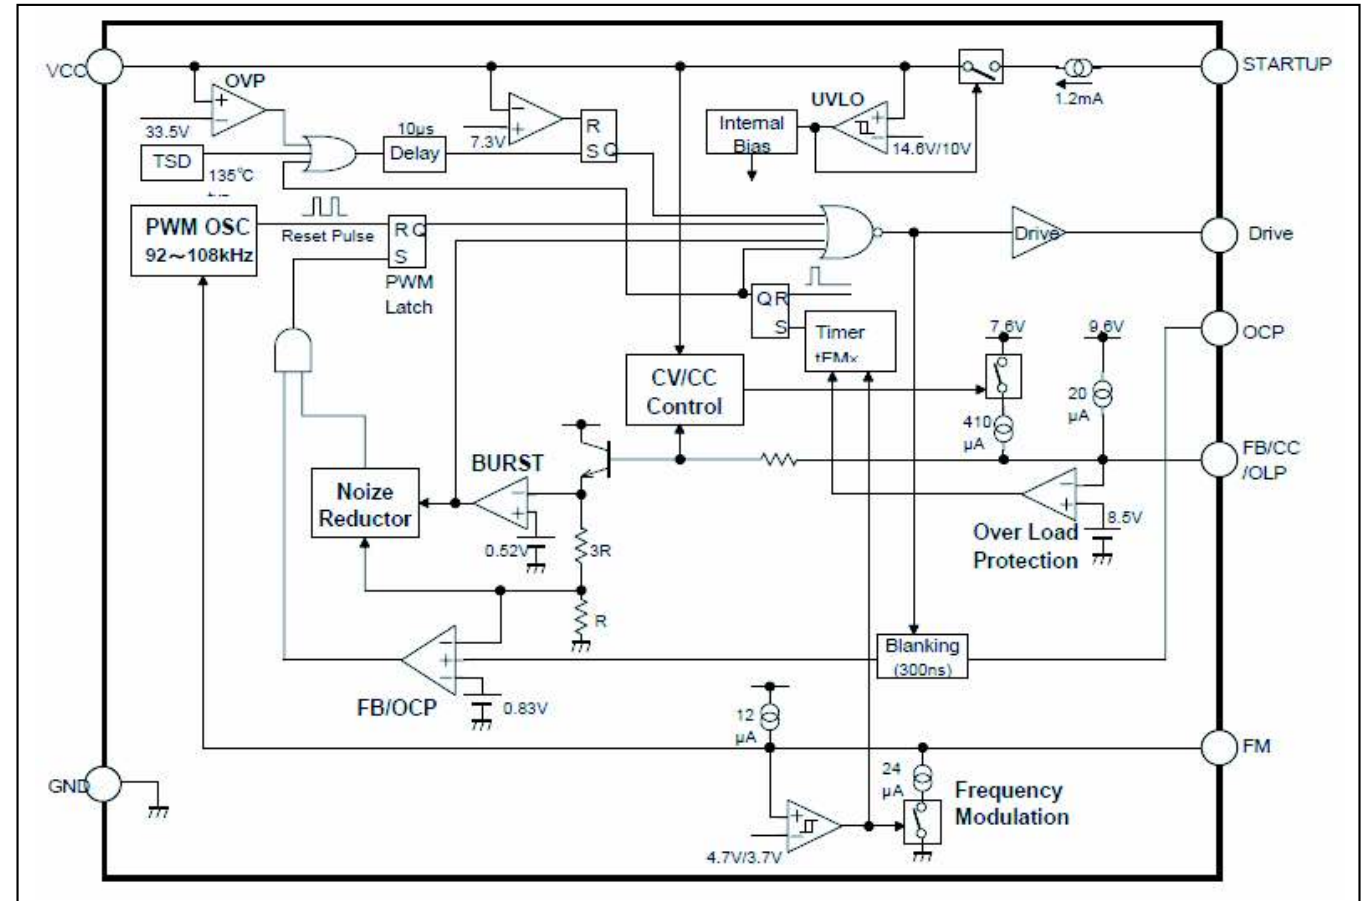 VCC
OVP
+
−
33.5V
TSD
135°C
10µs
Delay
−
+
7.3V
R
S Q
UVLO
Internal
Bias
+
−
14.6V/10V
1.2mA
STARTUP
PWM OSC
92～108kHz
Reset Pulse
R Q
S
PWM
Latch
Drive
Drive
Q R
S
Timer
7.6V
9.6V
OCP
CV/CC
Control
410
µA
20
µA
FB/CC
/OLP
BURST
−
+
0.52V
Noize
Reductor
3R
R
−
+
8.5V
Over Load
Protection
−
+
−
FB/OCP
0.83V
Blanking
(300ns)
12
µA
FM
GND
24
µA
Frequency
Modulation
+
−
4.7V/3.7V